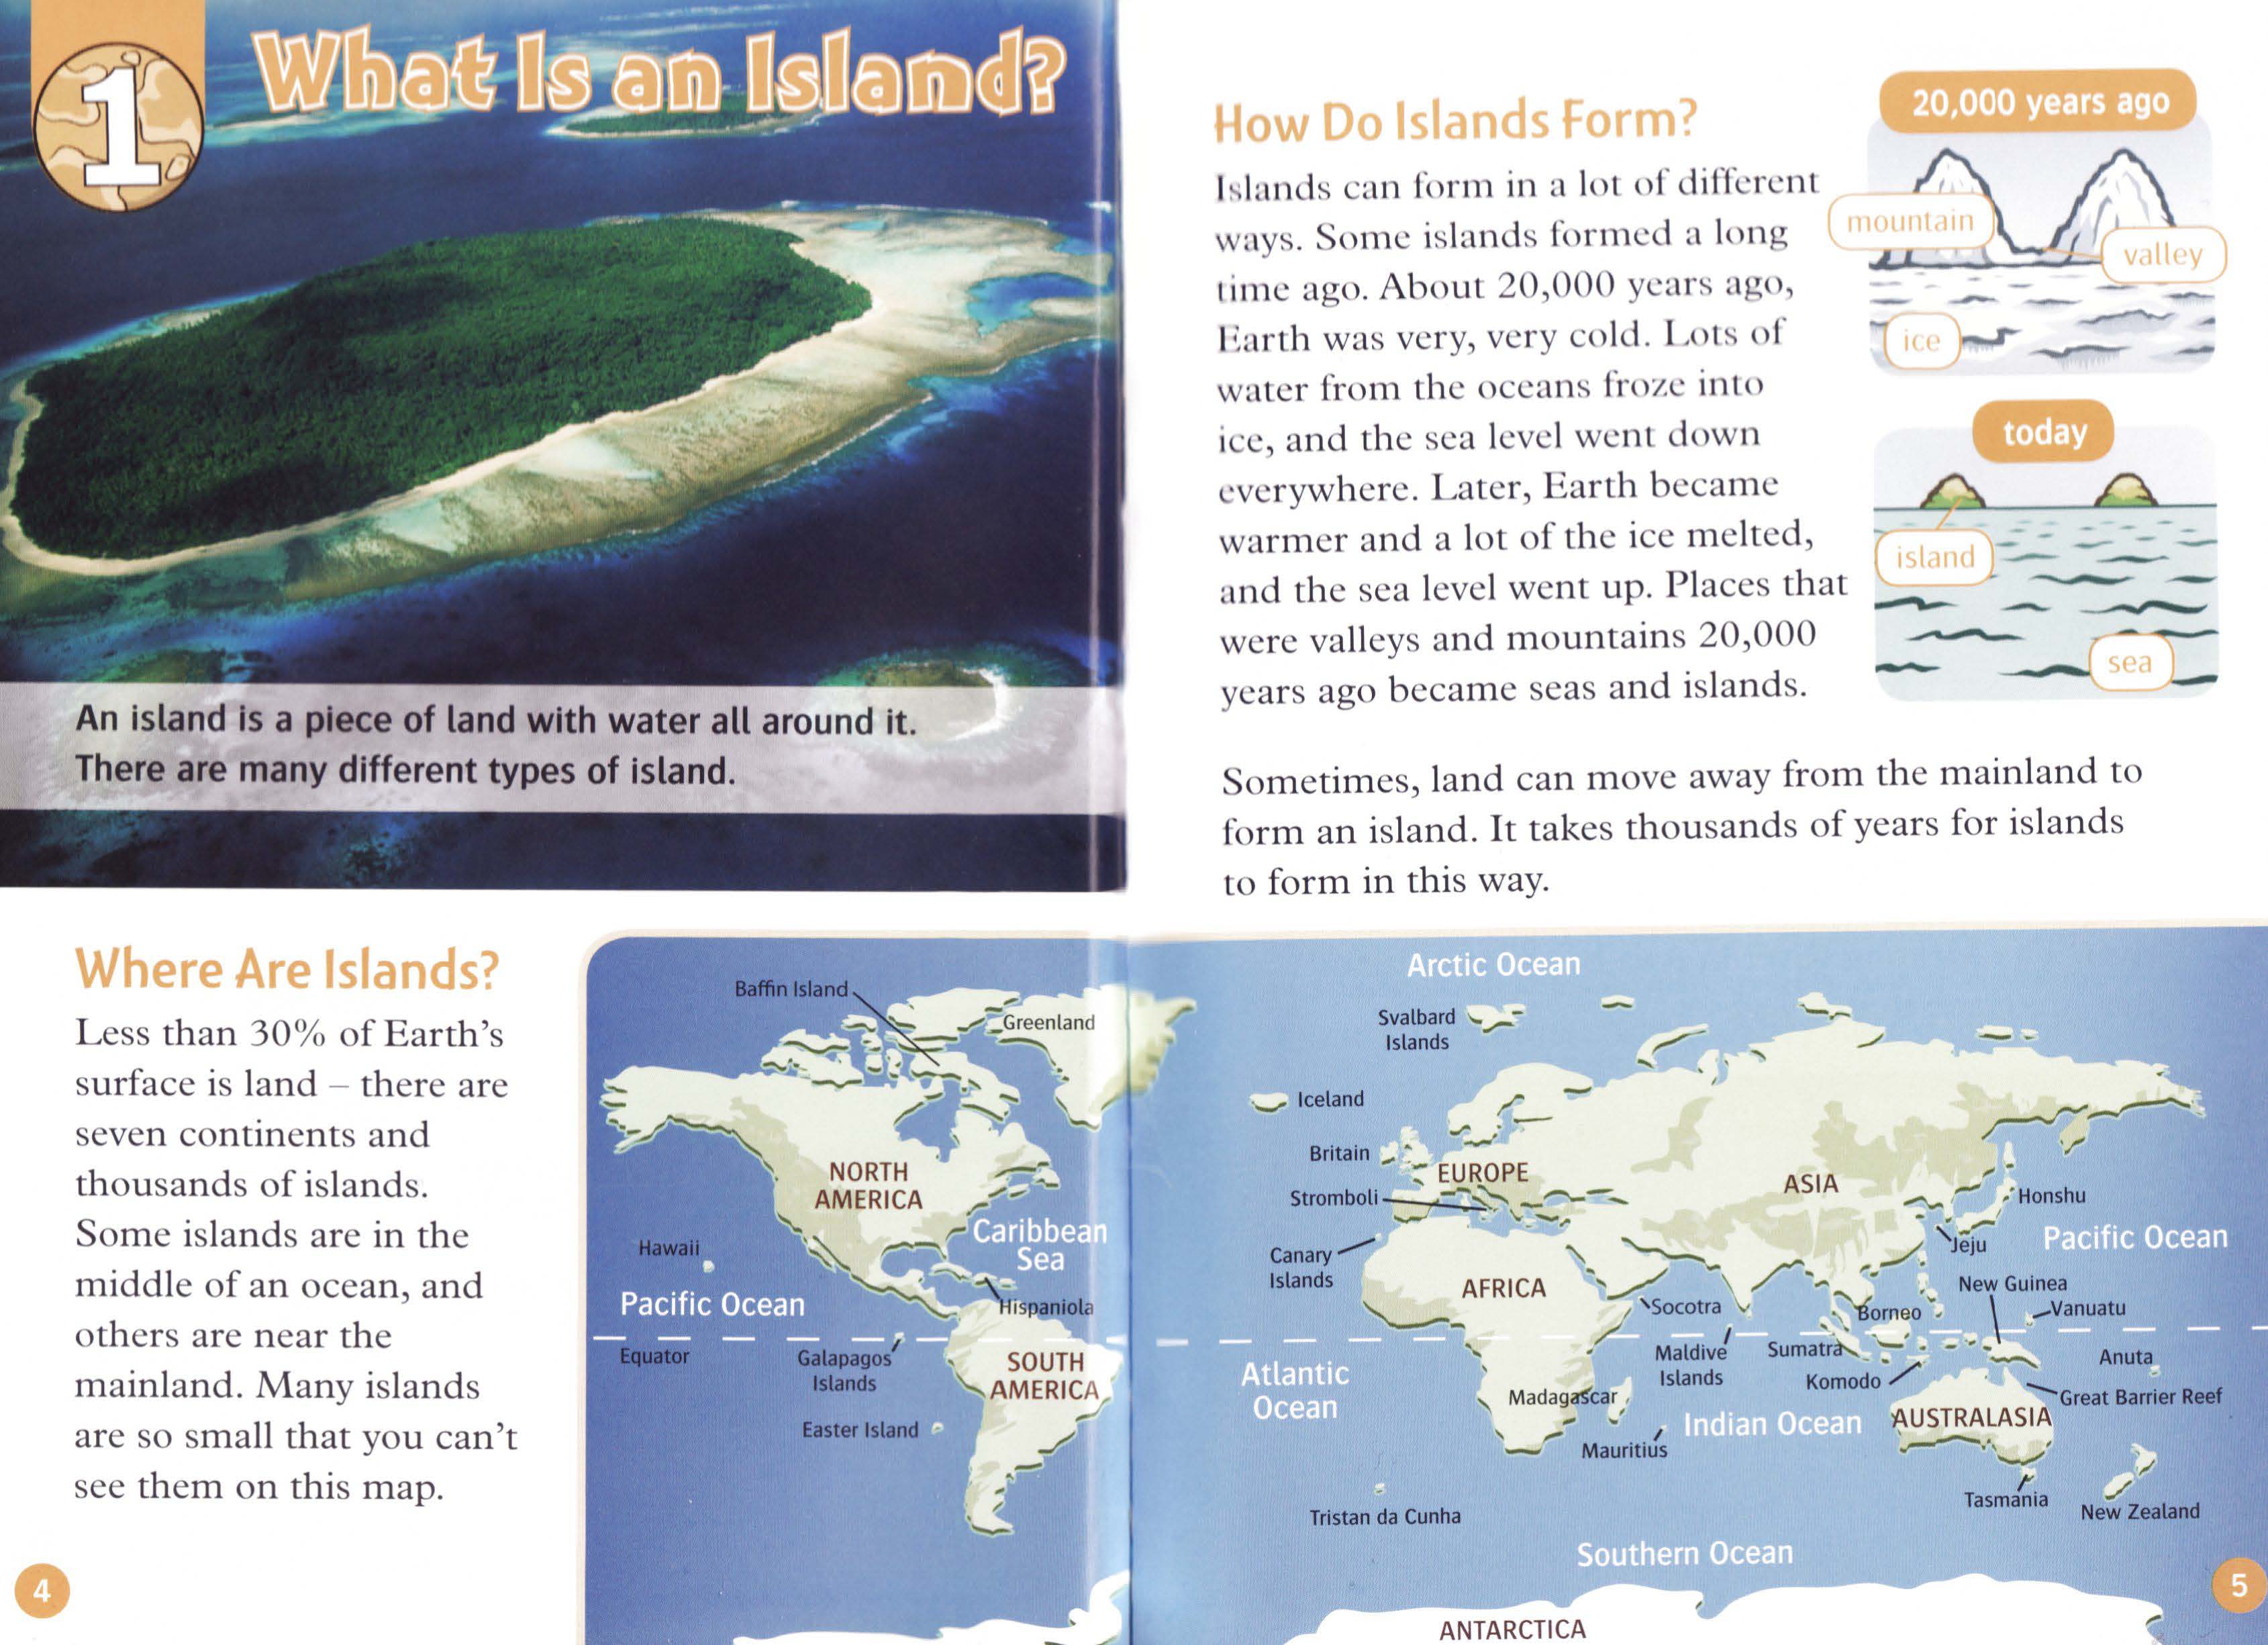 1
What Is an Island?
An island is a piece of land with water all around it.
There are many different types of island.
Where Are Islands?
Less than 30% of Earth's
surface is land – there are
seven continents and
thousands of islands.
Some islands are in the
middle of an ocean, and
others are near the
mainland. Many islands
are so small that you can't
see them on this map.
4
How Do Islands Form?
Islands can form in a lot of different
ways. Some islands formed a long
time ago. About 20,000 years ago,
Earth was very, very cold. Lots of
water from the oceans froze into
ice, and the sea level went down
everywhere. Later, Earth became
warmer and a lot of the ice melted,
and the sea level went up. Places that
were valleys and mountains 20,000
years ago became seas and islands.
20,000 years ago
mountain
valley
ice
today
island
sea
Sometimes, land can move away from the mainland to
form an island. It takes thousands of years for islands
to form in this way.
Baffin Island
Greenland
NORTH
AMERICA
Caribbean
Sea
Hawaii
Pacific Ocean
Hispaniola
Equator
Galapagos
Islands
SOUTH
AMERICA
Easter Island
Arctic Ocean
Svalbard
Islands
Iceland
Britain
EUROPE
ASIA
Stromboli
Honshu
Jeju
Pacific Ocean
Canary
Islands
AFRICA
New Guinea
Socotra
Borneo
Vanuatu
Atlantic
Ocean
Maldive
Islands
Sumatra
Anuta
Komodo
Madagascar
Great Barrier Reef
Indian Ocean
AUSTRALASIA
Mauritius
Tristan da Cunha
Tasmania
New Zealand
Southern Ocean
ANTARCTICA
5